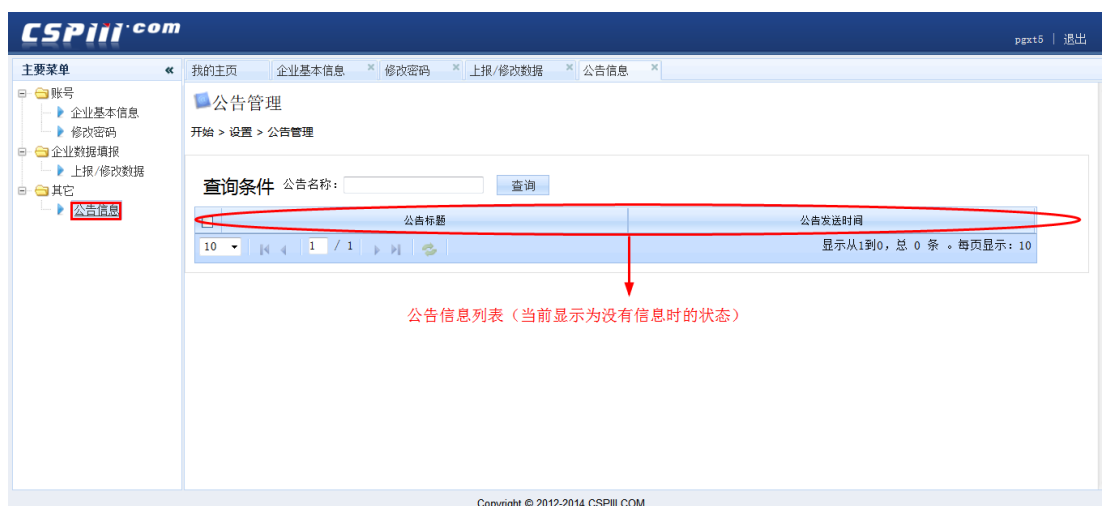 CSPiii.com
pgxt5 | 退出
主要菜单 «
我的主页 企业基本信息 × 修改密码 × 上报/修改数据 × 公告信息 ×
账号
企业基本信息
修改密码
企业数据填报
上报/修改数据
其它
公告信息
公告管理
开始 > 设置 > 公告管理
查询条件 公告名称: 查询
公告标题 公告发送时间
10 1 / 1 显示从1到0，总 0 条 。每页显示：10
公告信息列表（当前显示为没有信息时的状态）
Copyright © 2012-2014 CSPIII.COM